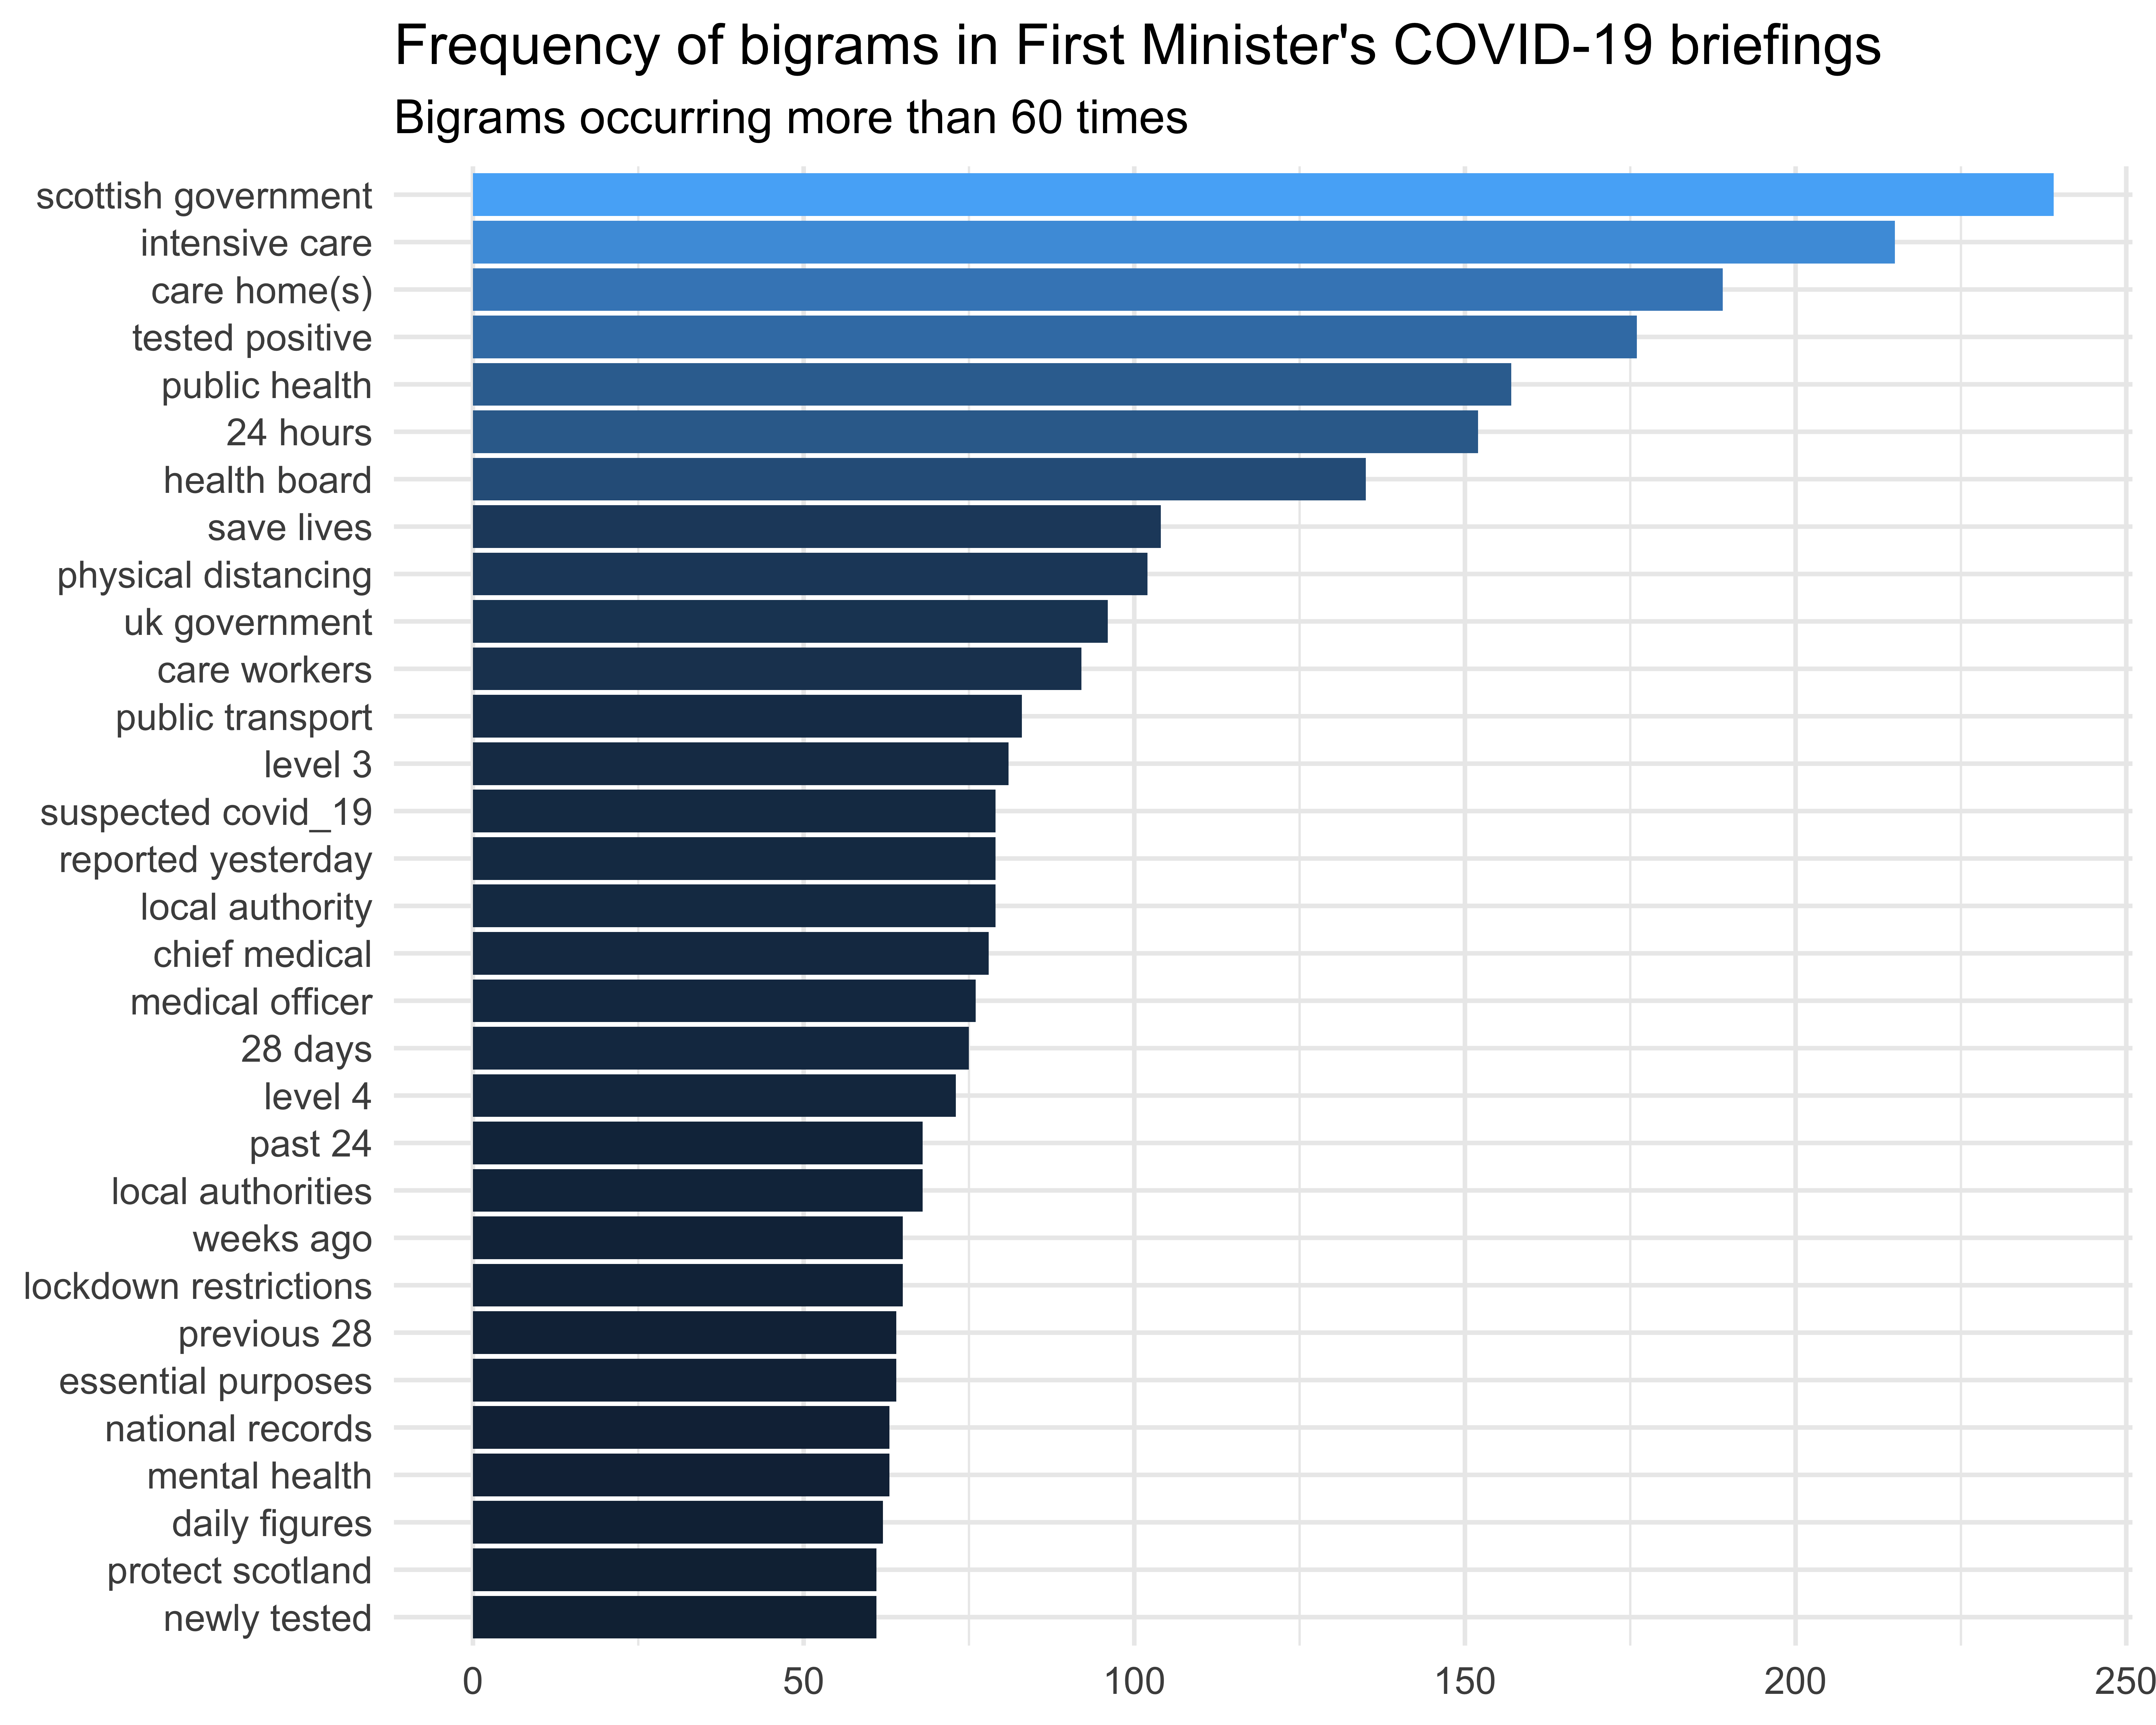 Frequency of bigrams in First Minister's COVID-19 briefings
Bigrams occurring more than 60 times
scottish government
intensive care
care home(s)
tested positive
public health
24 hours
health board
save lives
physical distancing
uk government
care workers
public transport
level 3
suspected covid_19
reported yesterday
local authority
chief medical
medical officer
28 days
level 4
past 24
local authorities
weeks ago
lockdown restrictions
previous 28
essential purposes
national records
mental health
daily figures
protect scotland
newly tested
0 50 100 150 200 250